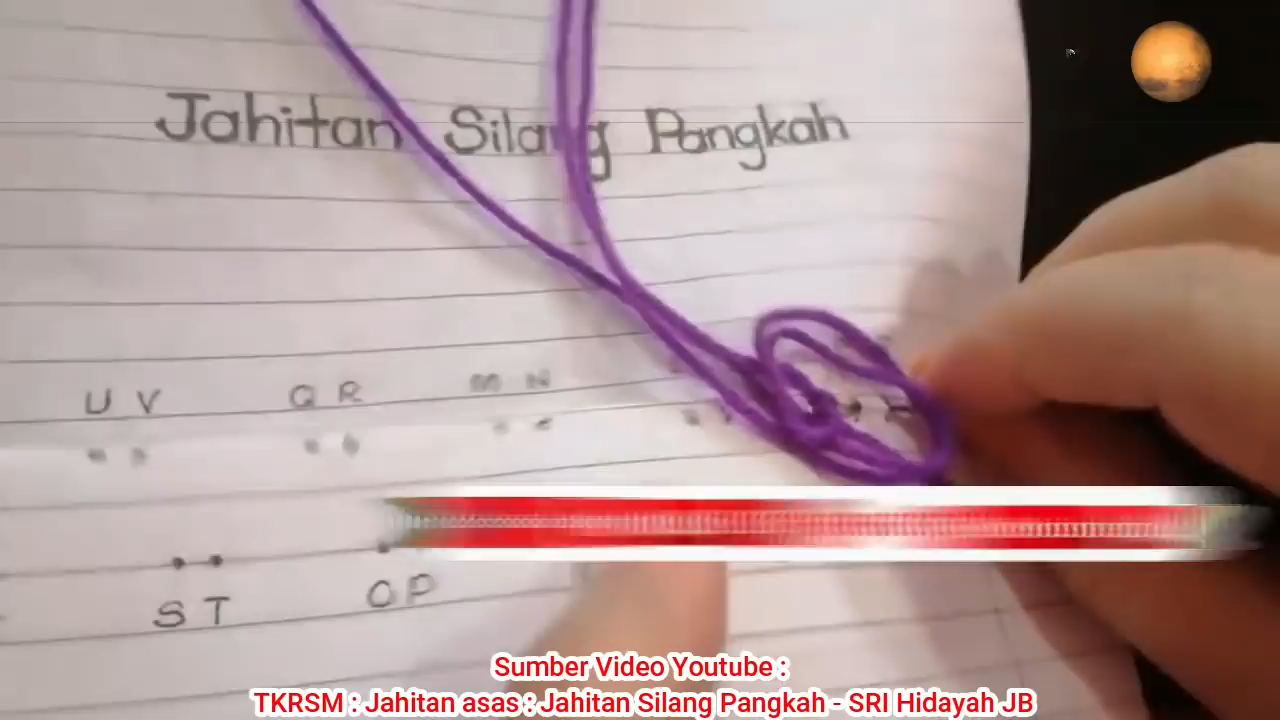 Jahitan Silang Pangkah
U V Q R M N
S T O P
Sumber Video Youtube :
TKRSM : Jahitan asas : Jahitan Silang Pangkah - SRI Hidayah JB